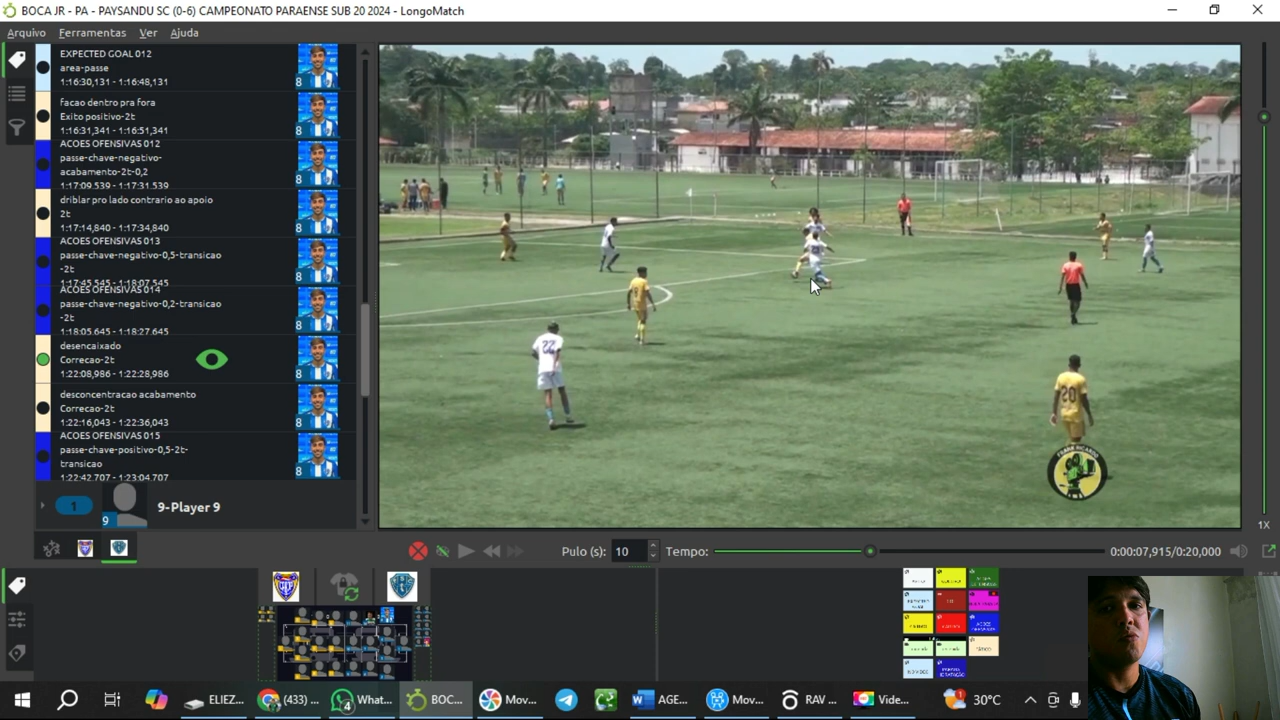 BOCA JR - PA - PAYSANDU SC (0-6) CAMPEONATO PARAENSE SUB 20 2024 - LongoMatch
Arquivo Ferramentas Ver Ajuda
EXPECTED GOAL 012
area-passe
1:16:30,131 - 1:16:48,131
8
facao dentro pra fora
Exito positivo-2t
1:16:31,341 - 1:16:51,341
8
ACOES OFENSIVAS 012
passe-chave-negativo-
acabamento-2t-0,2
1:17:09,539 - 1:17:31,539
8
driblar pro lado contrario ao apoio
2t
1:17:14,840 - 1:17:34,840
8
ACOES OFENSIVAS 013
passe-chave-negativo-0,5-transicao
-2t
1:17:45,545 - 1:18:07,545
8
ACOES OFENSIVAS 014
passe-chave-negativo-0,2-transicao
-2t
1:18:05,645 - 1:18:27,645
8
desencaixado
Correcao-2t
1:22:08,986 - 1:22:28,986
8
desconcentracao acabamento
Correcao-2t
1:22:16,043 - 1:22:36,043
8
ACOES OFENSIVAS 015
passe-chave-positivo-0,5-2t-
transicao
1:22:42,707 - 1:23:04,707
8
1
9
9-Player 9
22
20
1X
Pulo (s): 10 Tempo: 0:00:07,915/0:20,000
ELIEZ... (433) ... What... 4 BOC... Mov... AGE... Mov... RAV ... Vide... 1 30°C